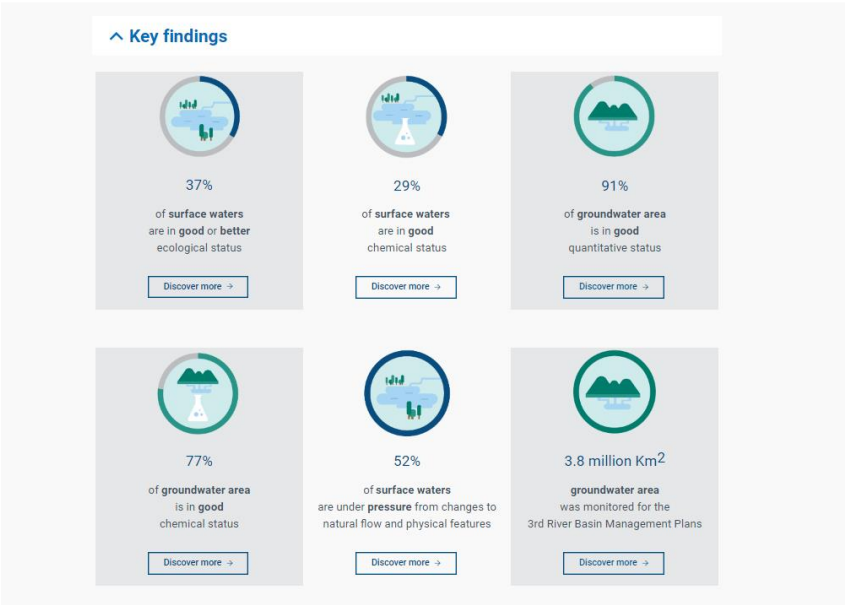 Key findings
37%
of surface waters
are in good or better
ecological status
Discover more →
29%
of surface waters
are in good
chemical status
Discover more →
91%
of groundwater area
is in good
quantitative status
Discover more →
77%
of groundwater area
is in good
chemical status
Discover more →
52%
of surface waters
are under pressure from changes to
natural flow and physical features
Discover more →
3.8 million Km2
groundwater area
was monitored for the
3rd River Basin Management Plans
Discover more →